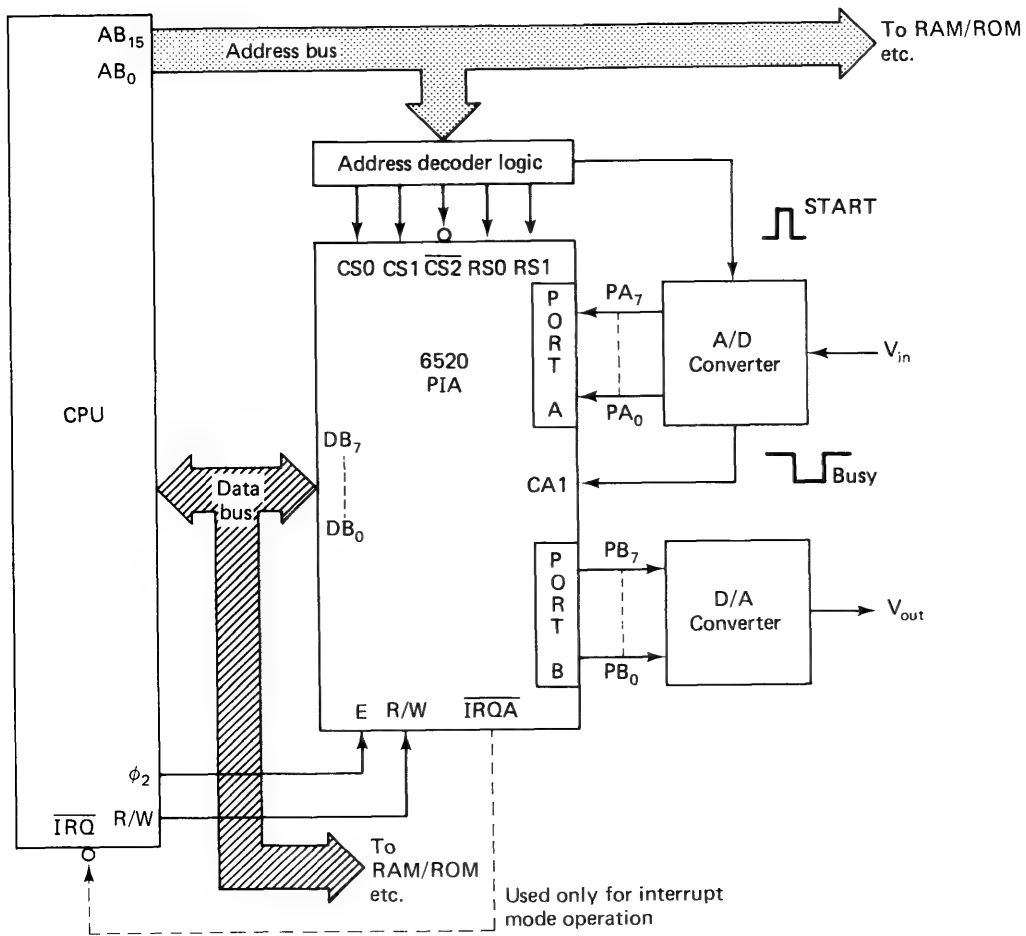 AB15
Address bus
To RAM/ROM
etc.
AB0
Address decoder logic
START
CS0 CS1 CS2 RS0 RS1
PORT A
PA7
A/D
Converter
Vin
6520
PIA
PA0
CPU
DB7
Data
bus
CA1
Busy
DB0
PORT B
PB7
D/A
Converter
Vout
PB0
E R/W IRQA
φ2
IRQ R/W
To
RAM/ROM
etc.
Used only for interrupt
mode operation